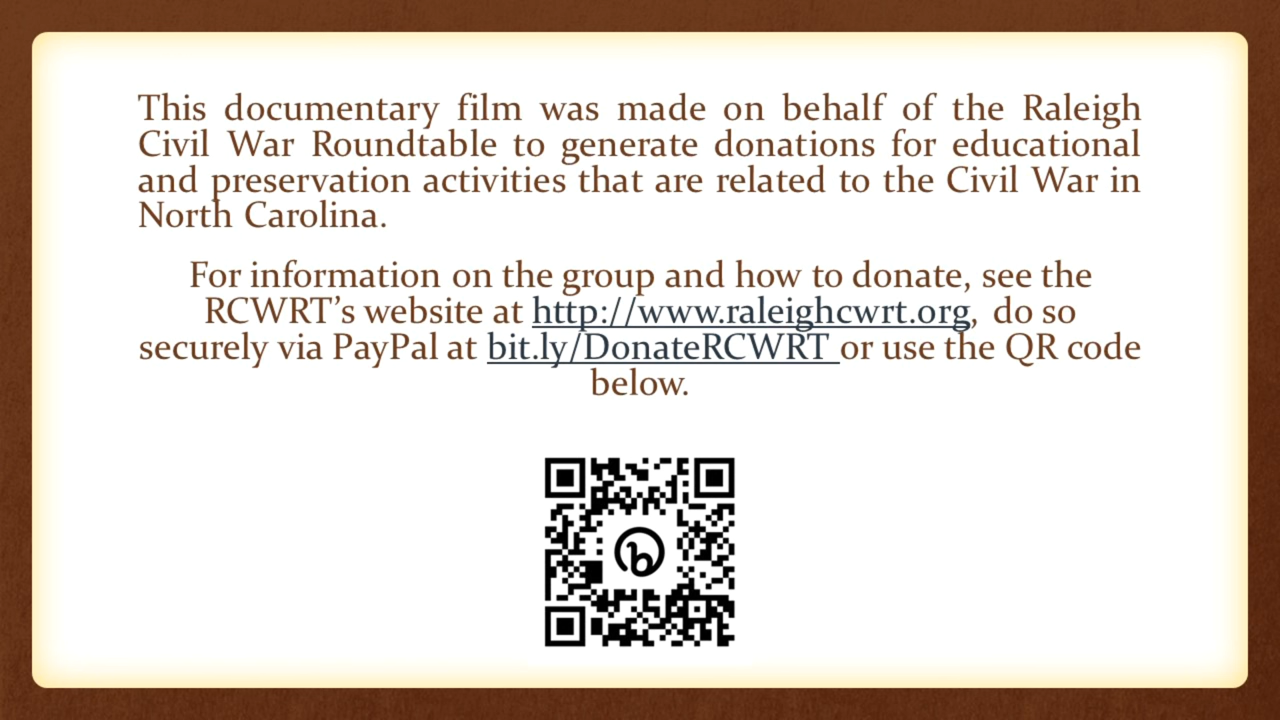 This documentary film was made on behalf of the Raleigh
Civil War Roundtable to generate donations for educational
and preservation activities that are related to the Civil War in
North Carolina.
For information on the group and how to donate, see the
RCWRT’s website at http://www.raleighcwrt.org, do so
securely via PayPal at bit.ly/DonateRCWRT or use the QR code
below.
b